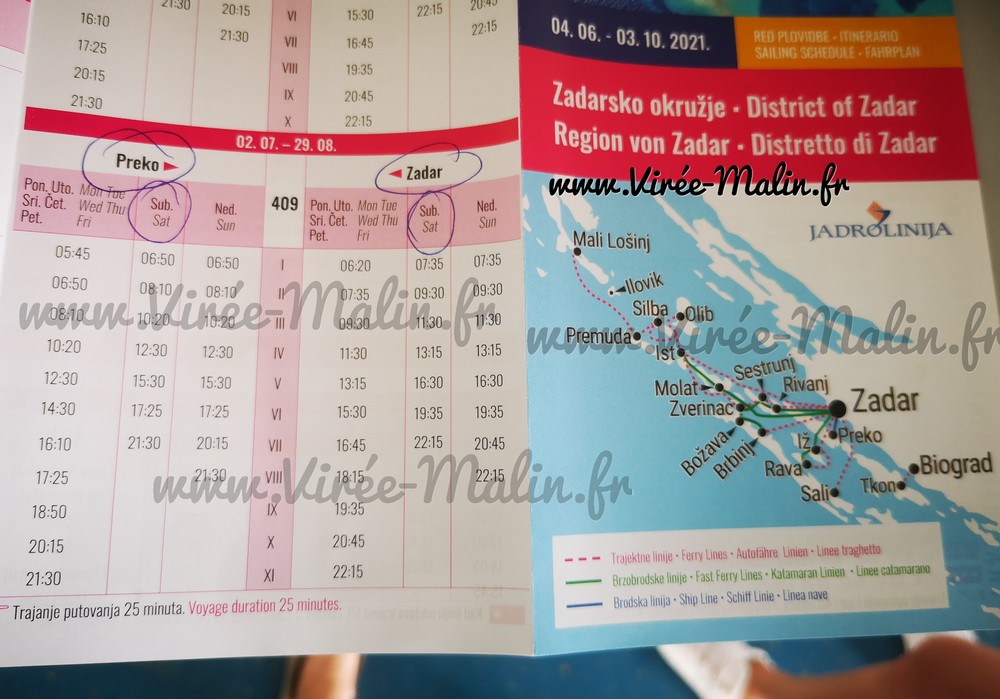 21:30 20:15 VI 15:30 22:15 20:45
16:10 21:30 VII 16:45 22:15
17:25 VIII 19:35
20:15 IX 20:45
21:30 X 22:15
02. 07. – 29. 08.
Preko ► ◄ Zadar
Pon. Uto. Sri. Čet. Pet. Mon Tue Wed Thu Fri
Sub. Sat
Ned. Sun
409
Pon. Uto. Sri. Čet. Pet. Mon Tue Wed Thu Fri
Sub. Sat
Ned. Sun
05:45 06:50 06:50 I 06:20 07:35 07:35
06:50 08:10 08:10 II 07:35 09:30 09:30
08:10 10:20 10:20 III 09:30 11:30 11:30
10:20 12:30 12:30 IV 11:30 13:15 13:15
12:30 15:30 15:30 V 13:15 16:30 16:30
14:30 17:25 17:25 VI 15:30 19:35 19:35
16:10 21:30 20:15 VII 16:45 22:15 20:45
17:25 21:30 VIII 18:15 22:15
18:50 IX 19:35
20:15 X 20:45
21:30 XI 22:15
Trajanje putovanja 25 minuta. Voyage duration 25 minutes.
04. 06. - 03. 10. 2021.
RED PLOVIDBE · ITINERARIO
SAILING SCHEDULE · FAHRPLAN
Zadarsko okružje · District of Zadar
Region von Zadar · Distretto di Zadar
www.Virée-Malin.fr
JADROLINIJA
Mali Lošinj
Ilovik
Silba
Olib
Premuda
Ist
Sestrunj
Molat
Rivanj
Zverinac
Zadar
Božava
Brbinj
Iž
Preko
Rava
Biograd
Sali
Tkon
Trajektne linije · Ferry Lines · Autofähre Linien · Linee traghetto
Brzobrodske linije · Fast Ferry Lines · Katamaran Linien · Linee catamarano
Brodska linija · Ship Line · Schiff Linie · Linea nave
www.Virée-Malin.fr
www.Virée-Malin.fr
www.Virée-Malin.fr